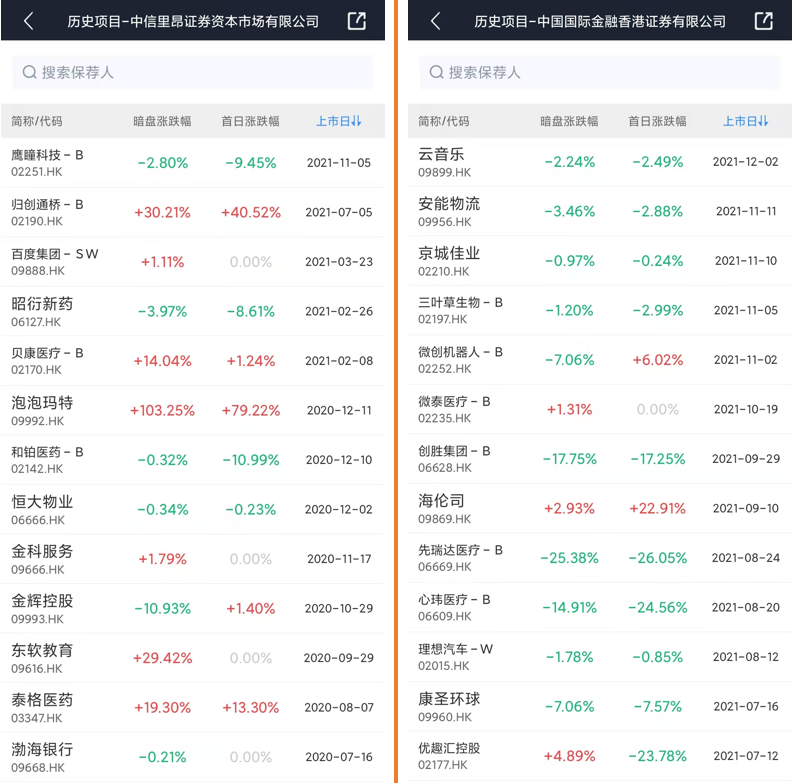 历史项目-中信里昂证券资本市场有限公司
搜索保荐人
简称/代码 暗盘涨跌幅 首日涨跌幅 上市日
鹰瞳科技-B
02251.HK
-2.80% -9.45% 2021-11-05
归创通桥-B
02190.HK
+30.21% +40.52% 2021-07-05
百度集团-SW
09888.HK
+1.11% 0.00% 2021-03-23
昭衍新药
06127.HK
-3.97% -8.61% 2021-02-26
贝康医疗-B
02170.HK
+14.04% +1.24% 2021-02-08
泡泡玛特
09992.HK
+103.25% +79.22% 2020-12-11
和铂医药-B
02142.HK
-0.32% -10.99% 2020-12-10
恒大物业
06666.HK
-0.34% -0.23% 2020-12-02
金科服务
09666.HK
+1.79% 0.00% 2020-11-17
金辉控股
09993.HK
-10.93% +1.40% 2020-10-29
东软教育
09616.HK
+29.42% 0.00% 2020-09-29
泰格医药
03347.HK
+19.30% +13.30% 2020-08-07
渤海银行
09668.HK
-0.21% 0.00% 2020-07-16
历史项目-中国国际金融香港证券有限公司
搜索保荐人
简称/代码 暗盘涨跌幅 首日涨跌幅 上市日
云音乐
09899.HK
-2.24% -2.49% 2021-12-02
安能物流
09956.HK
-3.46% -2.88% 2021-11-11
京城佳业
02210.HK
-0.97% -0.24% 2021-11-10
三叶草生物-B
02197.HK
-1.20% -2.99% 2021-11-05
微创机器人-B
02252.HK
-7.06% +6.02% 2021-11-02
微泰医疗-B
02235.HK
+1.31% 0.00% 2021-10-19
创胜集团-B
06628.HK
-17.75% -17.25% 2021-09-29
海伦司
09869.HK
+2.93% +22.91% 2021-09-10
先瑞达医疗-B
06669.HK
-25.38% -26.05% 2021-08-24
心玮医疗-B
06609.HK
-14.91% -24.56% 2021-08-20
理想汽车-W
02015.HK
-1.78% -0.85% 2021-08-12
康圣环球
09960.HK
-7.06% -7.57% 2021-07-16
优趣汇控股
02177.HK
+4.89% -23.78% 2021-07-12